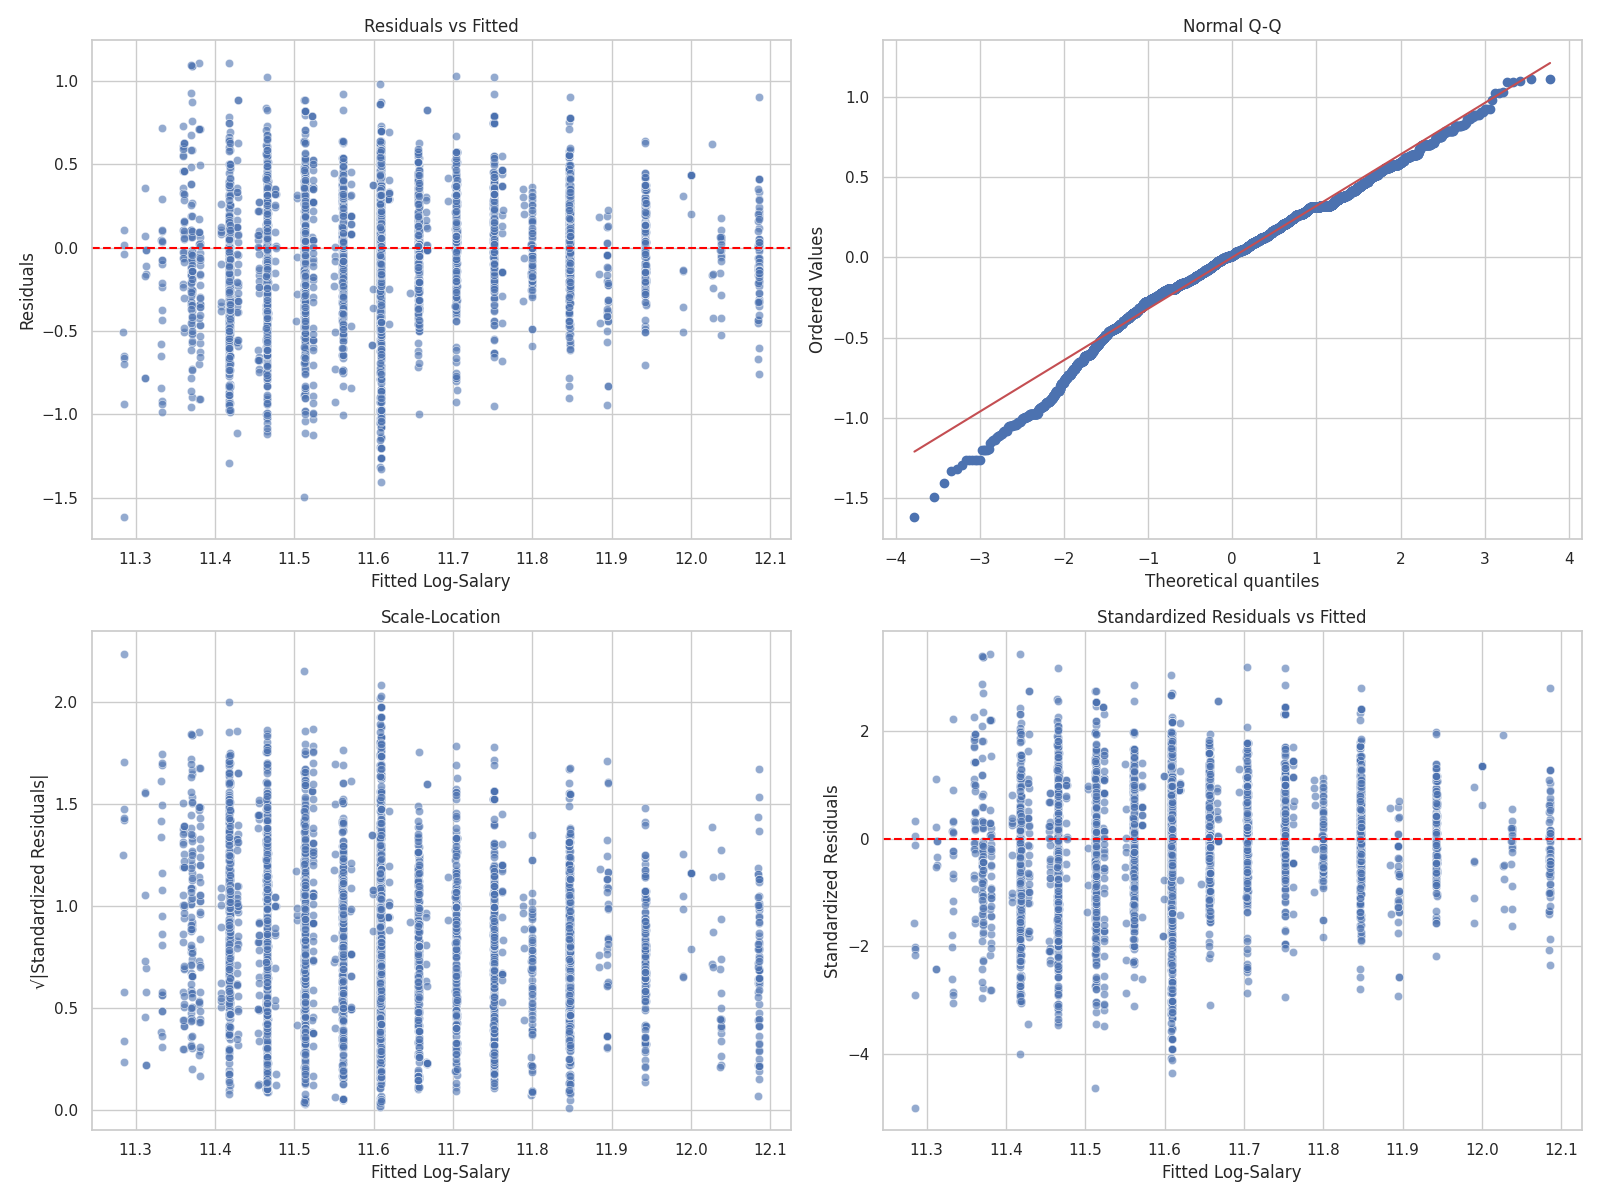 Residuals vs Fitted
1.0
0.5
0.0
−0.5
−1.0
−1.5
Residuals
11.3 11.4 11.5 11.6 11.7 11.8 11.9 12.0 12.1
Fitted Log-Salary
Normal Q-Q
1.0
0.5
0.0
−0.5
−1.0
−1.5
Ordered Values
−4 −3 −2 −1 0 1 2 3 4
Theoretical quantiles
Scale-Location
2.0
1.5
1.0
0.5
0.0
√|Standardized Residuals|
11.3 11.4 11.5 11.6 11.7 11.8 11.9 12.0 12.1
Fitted Log-Salary
Standardized Residuals vs Fitted
2
0
−2
−4
Standardized Residuals
11.3 11.4 11.5 11.6 11.7 11.8 11.9 12.0 12.1
Fitted Log-Salary